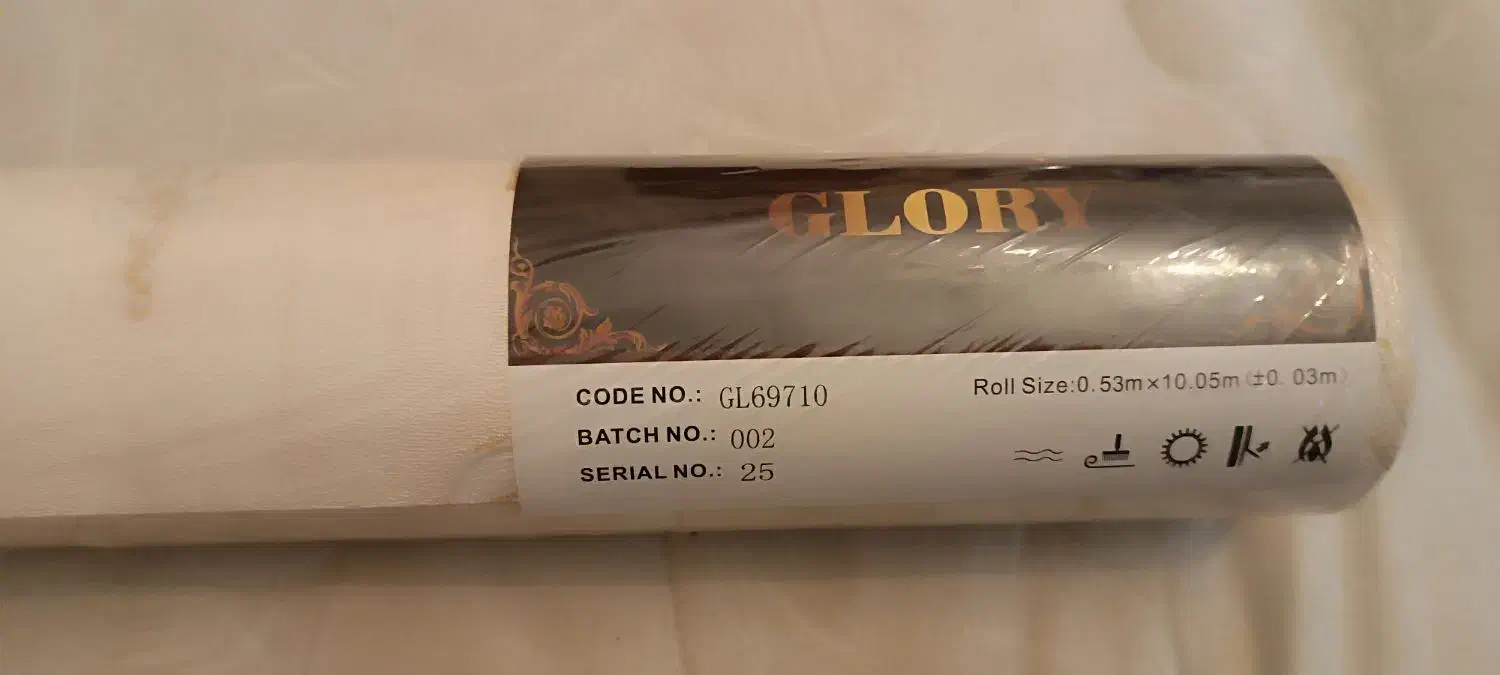 GLORY
CODE NO.: GL69710
BATCH NO.: 002
SERIAL NO.: 25
Roll Size:0.53m×10.05m(±0.03m)